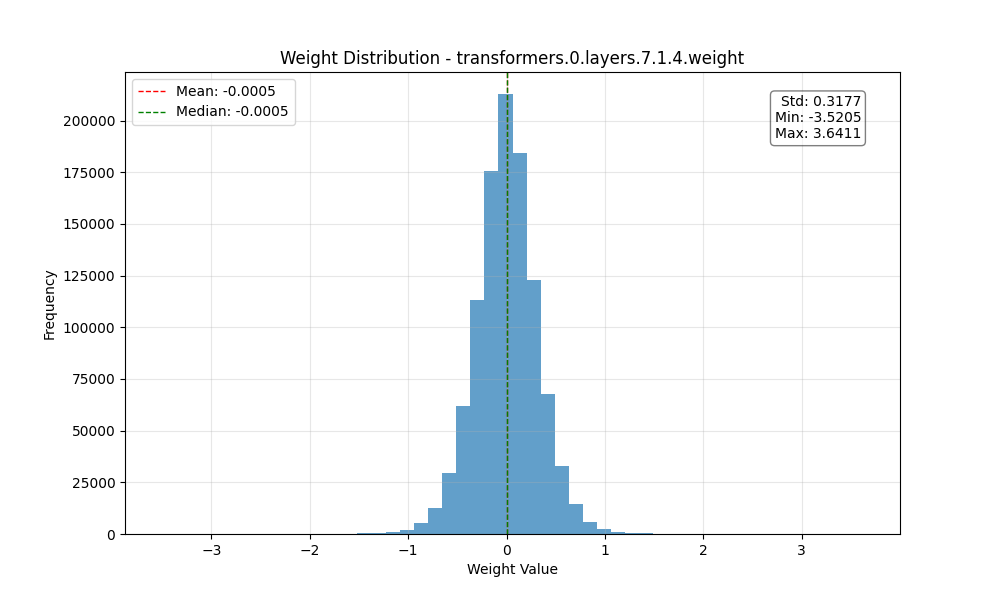 Weight Distribution - transformers.0.layers.7.1.4.weight
Mean: -0.0005
Median: -0.0005
Std: 0.3177
Min: -3.5205
Max: 3.6411
Frequency
200000
175000
150000
125000
100000
75000
50000
25000
0
−3 −2 −1 0 1 2 3
Weight Value